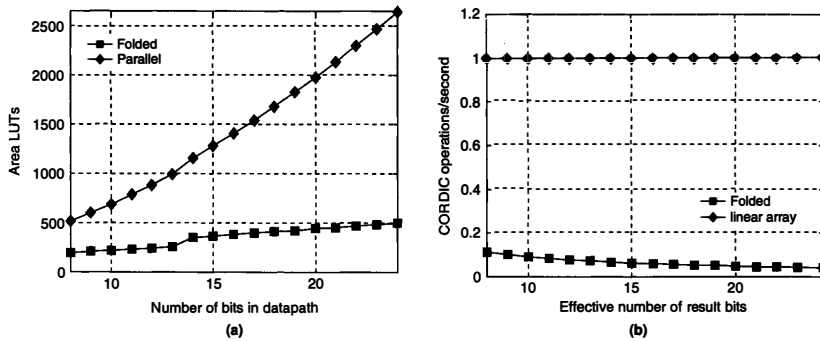 2500
2000
1500
1000
500
0
Area LUTs
Folded
Parallel
10
15
20
Number of bits in datapath
(a)
1.2
1
0.8
0.6
0.4
0.2
0
CORDIC operations/second
Folded
linear array
10
15
20
Effective number of result bits
(b)